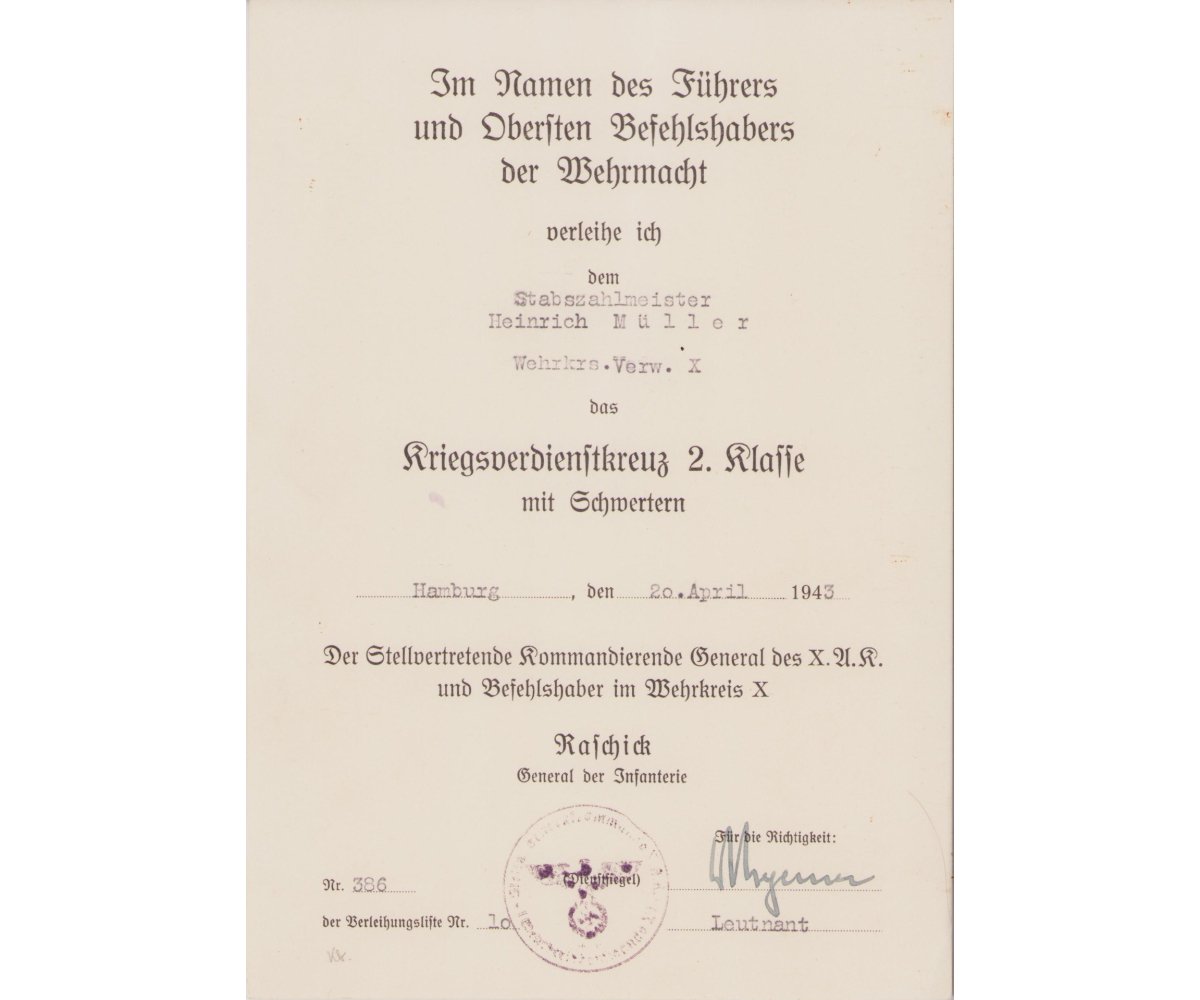 Im Namen des Führers
und Obersten Befehlshabers
der Wehrmacht
verleihe ich
dem
Stabszahlmeister
Heinrich M ü l l e r
Wehrkrs.Verw. X
das
Kriegsverdienstkreuz 2. Klasse
mit Schwertern
Hamburg, den 2o.April 1943
Der Stellvertretende Kommandierende General des X. A.K.
und Befehlshaber im Wehrkreis X
Raschick
General der Infanterie
Für die Richtigkeit:
Nr. 386 (Dienstsiegel)
der Verleihungsliste Nr. 1o Leutnant